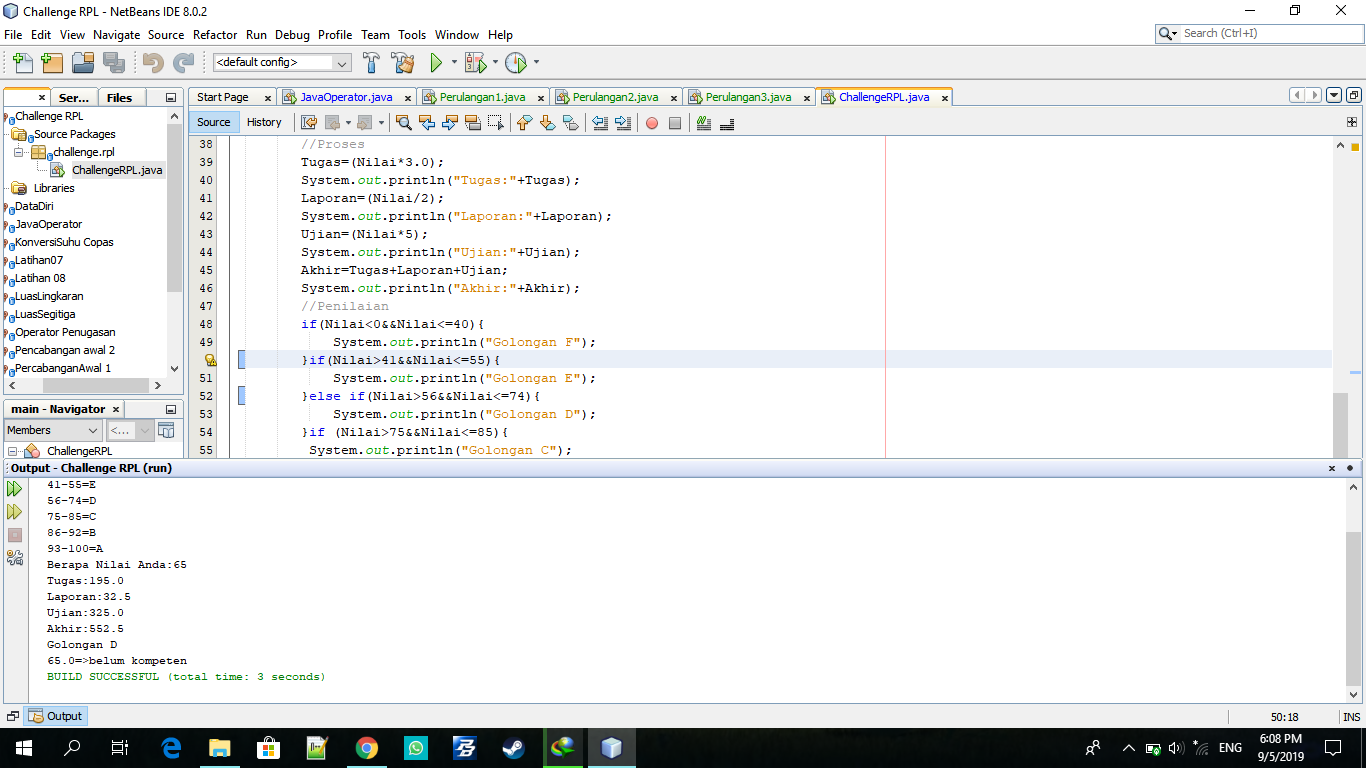 Challenge RPL - NetBeans IDE 8.0.2
File Edit View Navigate Source Refactor Run Debug Profile Team Tools Window Help
Search (Ctrl+I)
<default config>
Ser... Files
Start Page JavaOperator.java Perulangan1.java Perulangan2.java Perulangan3.java ChallengeRPL.java
Challenge RPL
Source Packages
challenge.rpl
ChallengeRPL.java
Libraries
DataDiri
JavaOperator
KonversiSuhu Copas
Latihan07
Latihan 08
LuasLingkaran
LuasSegitiga
Operator Penugasan
Pencabangan awal 2
PercabanganAwal 1
main - Navigator
Members <...
ChallengeRPL
Source History
38 //Proses
39 Tugas=(Nilai*3.0);
40 System.out.println("Tugas:"+Tugas);
41 Laporan=(Nilai/2);
42 System.out.println("Laporan:"+Laporan);
43 Ujian=(Nilai*5);
44 System.out.println("Ujian:"+Ujian);
45 Akhir=Tugas+Laporan+Ujian;
46 System.out.println("Akhir:"+Akhir);
47 //Penilaian
48 if(Nilai<0&&Nilai<=40){
49 System.out.println("Golongan F");
}if(Nilai>41&&Nilai<=55){
51 System.out.println("Golongan E");
52 }else if(Nilai>56&&Nilai<=74){
53 System.out.println("Golongan D");
54 }if (Nilai>75&&Nilai<=85){
55 System.out.println("Golongan C");
Output - Challenge RPL (run)
41-55=E
56-74=D
75-85=C
86-92=B
93-100=A
Berapa Nilai Anda:65
Tugas:195.0
Laporan:32.5
Ujian:325.0
Akhir:552.5
Golongan D
65.0=>belum kompeten
BUILD SUCCESSFUL (total time: 3 seconds)
Output
50:18 INS
ENG
6:08 PM
9/5/2019